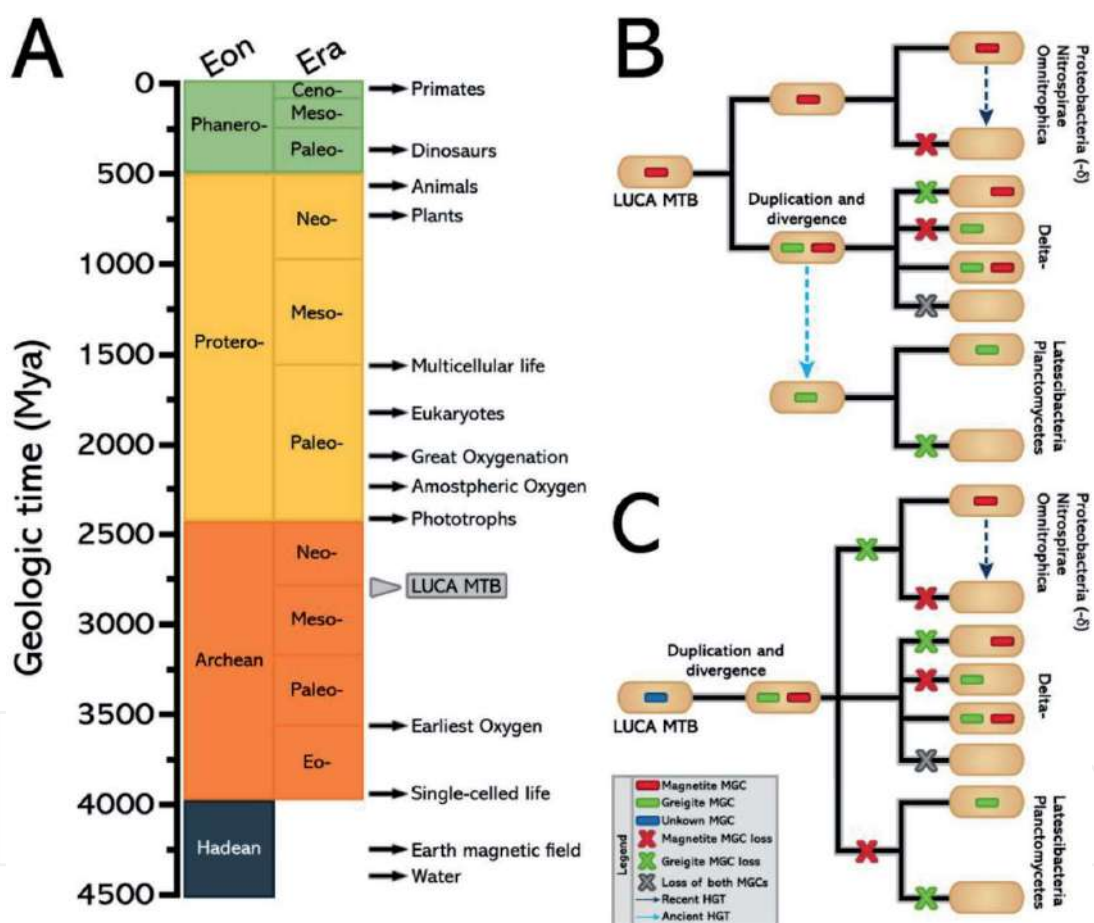 A
Eon
Era
Geologic time (Mya)
0
500
1000
1500
2000
2500
3000
3500
4000
4500
Phanero-
Protero-
Archean
Hadean
Ceno-
Meso-
Paleo-
Neo-
Meso-
Paleo-
Neo-
Meso-
Paleo-
Eo-
Primates
Dinosaurs
Animals
Plants
Multicellular life
Eukaryotes
Great Oxygenation
Amostpheric Oxygen
Phototrophs
LUCA MTB
Earliest Oxygen
Single-celled life
Earth magnetic field
Water
B
LUCA MTB
Duplication and
divergence
Proteobacteria (-δ)
Nitrospirae
Omnitrophica
Delta-
Latescibacteria
Planctomycetes
C
LUCA MTB
Duplication and
divergence
Proteobacteria (-δ)
Nitrospirae
Omnitrophica
Delta-
Latescibacteria
Planctomycetes
Legend
Magnetite MGC
Greigite MGC
Unkown MGC
Magnetite MGC loss
Greigite MGC loss
Loss of both MGCs
Recent HGT
Ancient HGT